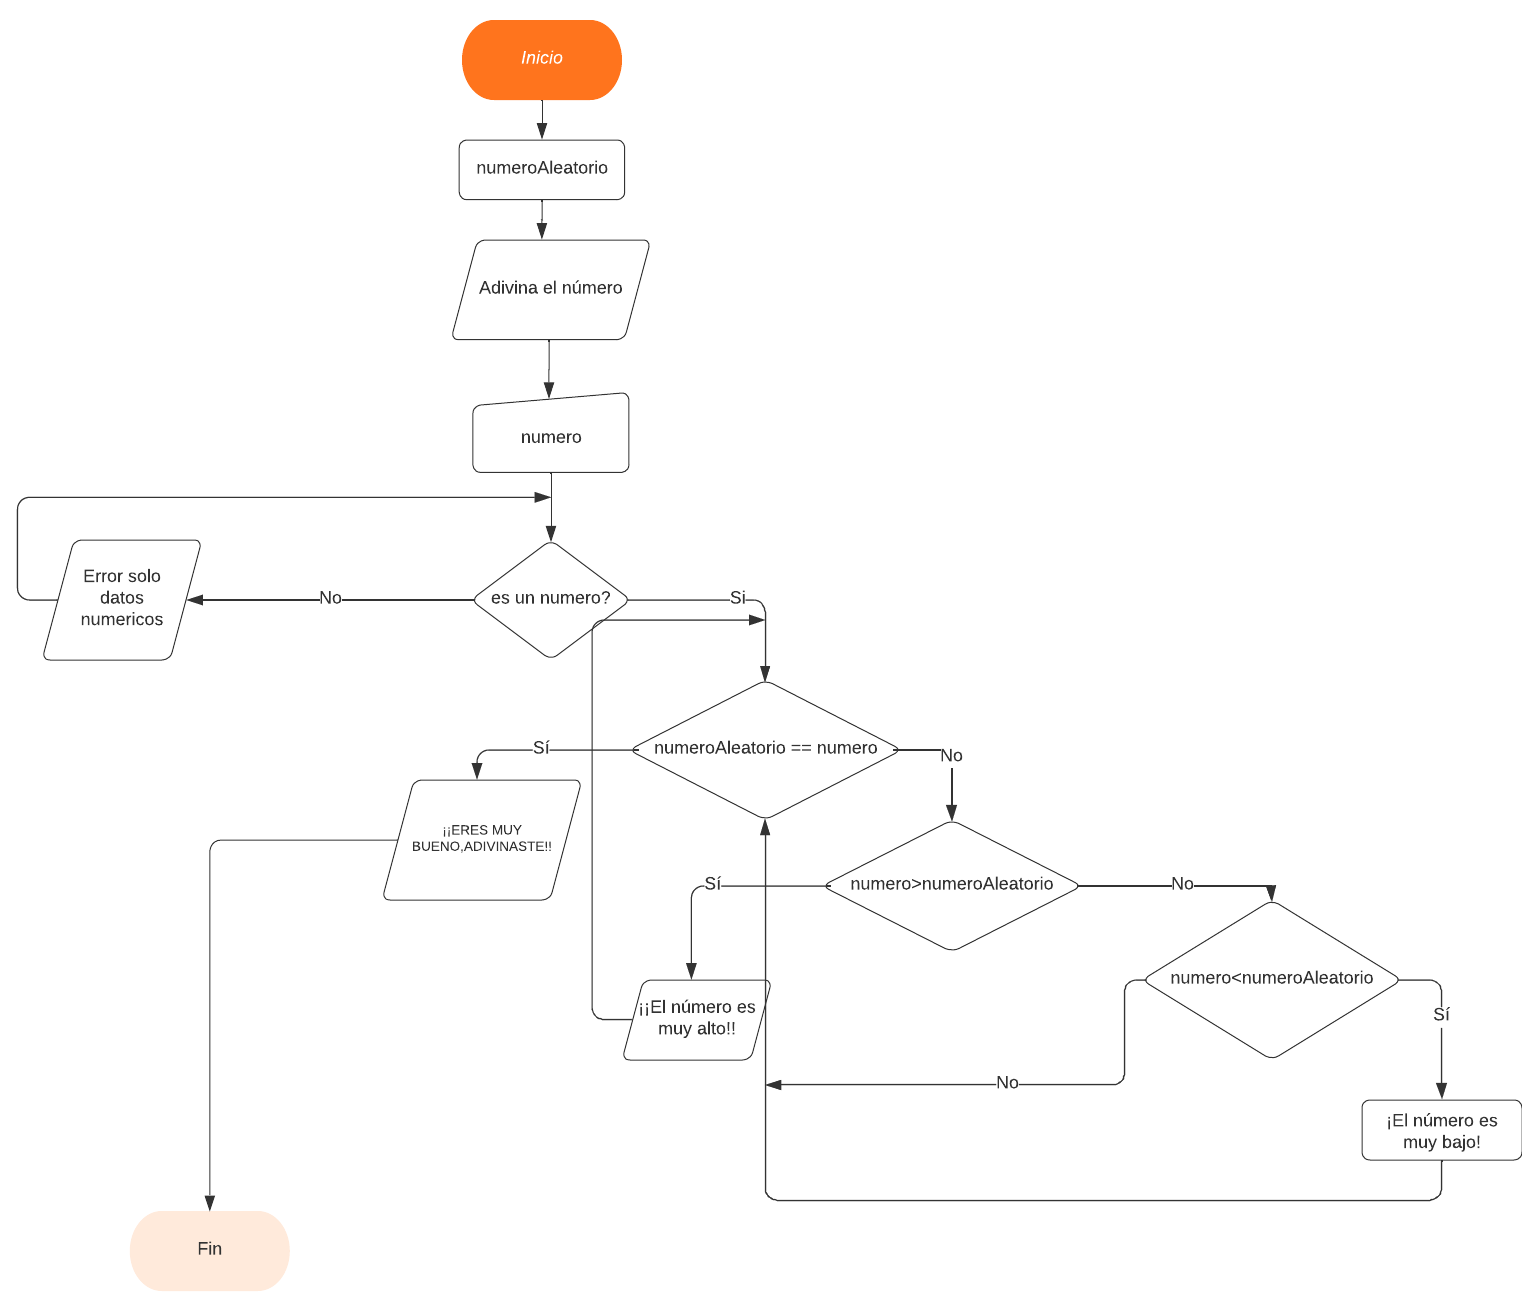 Inicio
numeroAleatorio
Adivina el número
numero
Error solo
datos
numericos
No
es un numero?
Si
Sí
numeroAleatorio == numero
No
¡¡ERES MUY
BUENO,ADIVINASTE!!
Sí
numero>numeroAleatorio
No
numero<numeroAleatorio
Sí
¡¡El número es
muy alto!!
No
¡El número es
muy bajo!
Fin